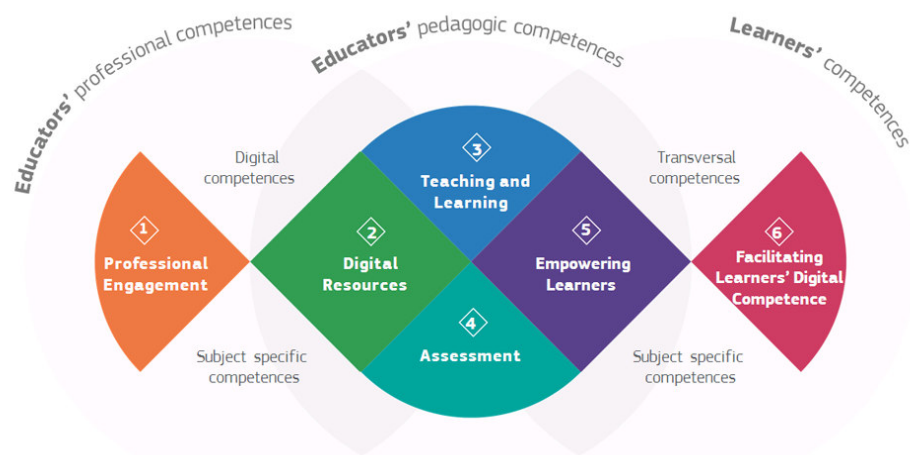 Educators' professional competences
Educators' pedagogic competences
Learners' competences
Digital
competences
Transversal
competences
1
Professional
Engagement
2
Digital
Resources
3
Teaching and
Learning
4
Assessment
5
Empowering
Learners
6
Facilitating
Learners' Digital
Competence
Subject specific
competences
Subject specific
competences